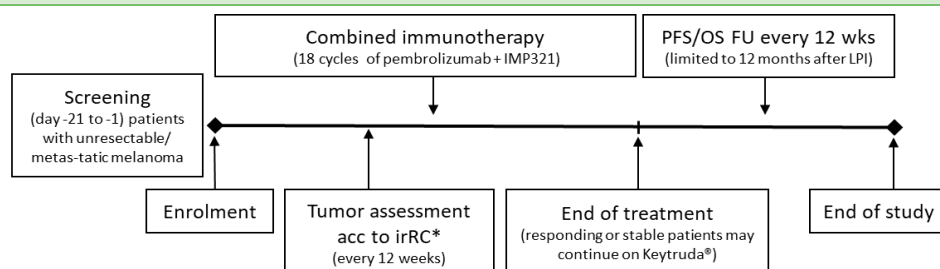 Combined immunotherapy
(18 cycles of pembrolizumab + IMP321)
PFS/OS FU every 12 wks
(limited to 12 months after LPI)
Screening
(day -21 to -1) patients
with unresectable/
metas-tatic melanoma
Enrolment
Tumor assessment
acc to irRC*
(every 12 weeks)
End of treatment
(responding or stable patients may
continue on Keytruda®)
End of study